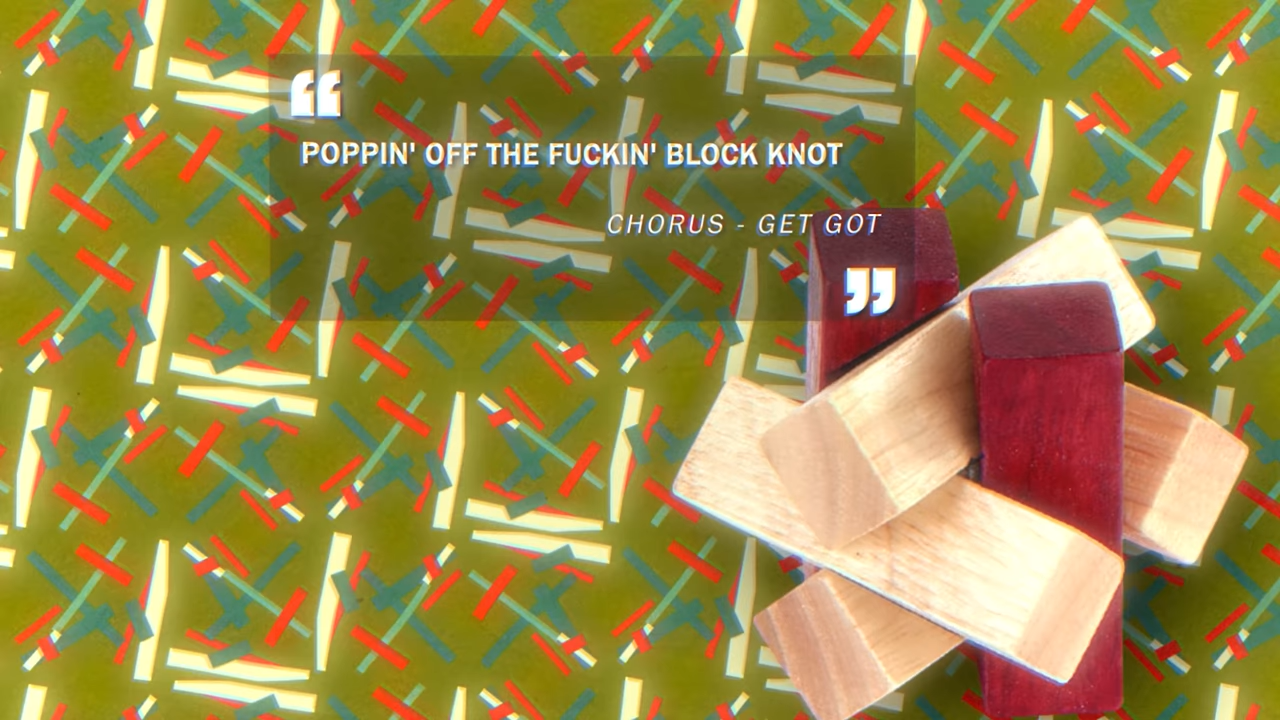 “
POPPIN' OFF THE FUCKIN' BLOCK KNOT
CHORUS - GET GOT
”